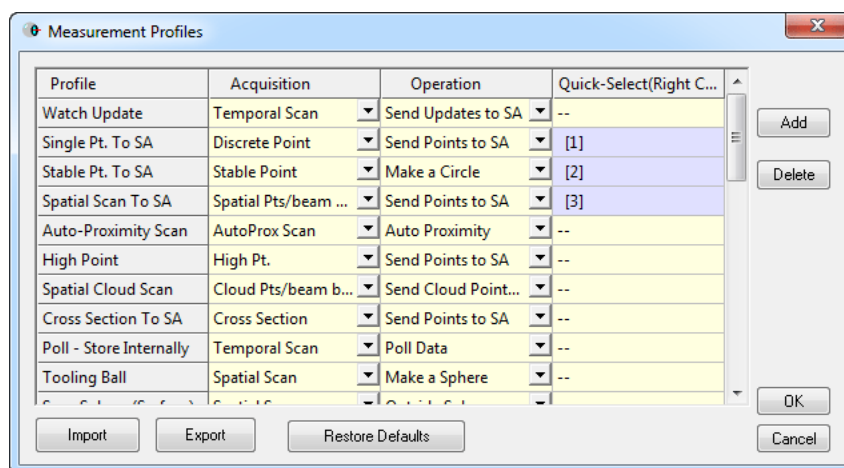 Measurement Profiles
Profile Acquisition Operation Quick-Select(Right C...
Watch Update Temporal Scan Send Updates to SA --
Single Pt. To SA Discrete Point Send Points to SA [1]
Stable Pt. To SA Stable Point Make a Circle [2]
Spatial Scan To SA Spatial Pts/beam ... Send Points to SA [3]
Auto-Proximity Scan AutoProx Scan Auto Proximity --
High Point High Pt. Send Points to SA --
Spatial Cloud Scan Cloud Pts/beam b... Send Cloud Point... --
Cross Section To SA Cross Section Send Points to SA --
Poll - Store Internally Temporal Scan Poll Data --
Tooling Ball Spatial Scan Make a Sphere --
Add
Delete
OK
Cancel
Import Export Restore Defaults